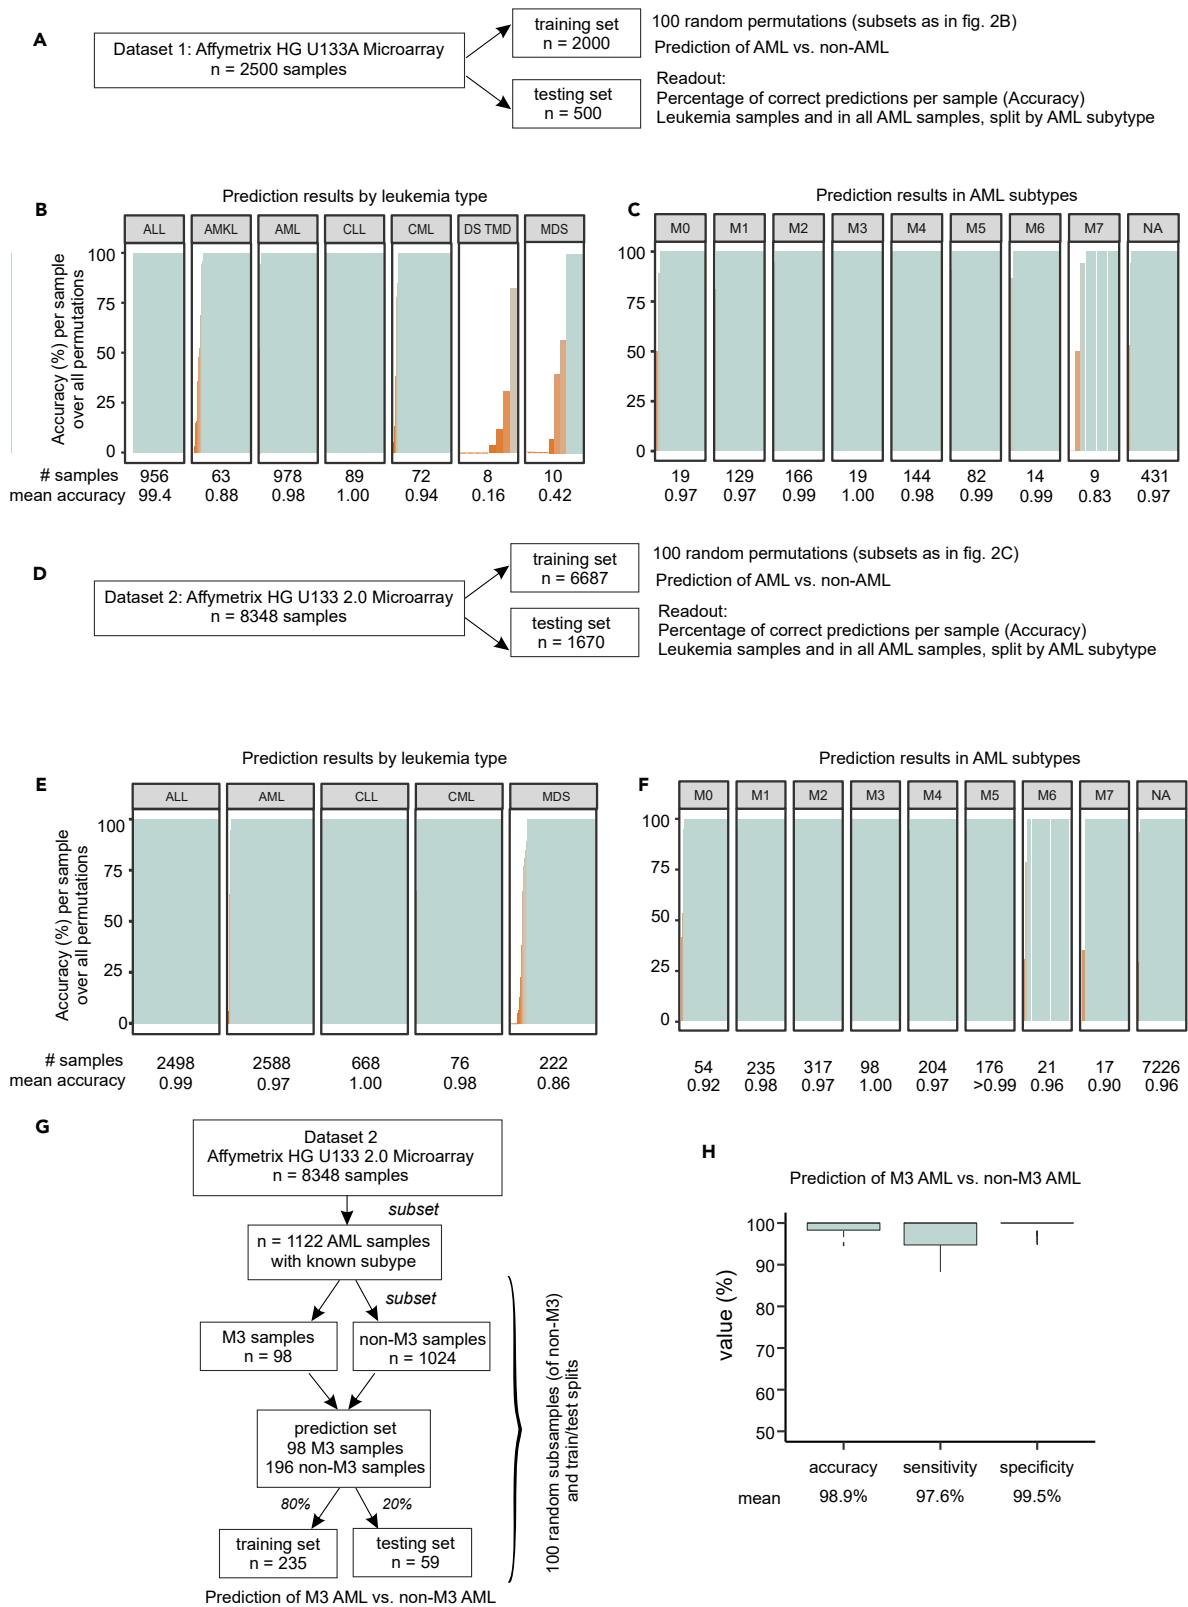 A
Dataset 1: Affymetrix HG U133A Microarray
n = 2500 samples
training set
n = 2000
testing set
n = 500
100 random permutations (subsets as in fig. 2B)
Prediction of AML vs. non-AML
Readout:
Percentage of correct predictions per sample (Accuracy)
Leukemia samples and in all AML samples, split by AML subytype
B
Prediction results by leukemia type
ALL AMKL AML CLL CML DS TMD MDS
Accuracy (%) per sample
over all permutations
100
75
50
25
0
# samples 956 63 978 89 72 8 10
mean accuracy 99.4 0.88 0.98 1.00 0.94 0.16 0.42
C
Prediction results in AML subtypes
M0 M1 M2 M3 M4 M5 M6 M7 NA
100
75
50
25
0
19 129 166 19 144 82 14 9 431
0.97 0.97 0.99 1.00 0.98 0.99 0.99 0.83 0.97
D
Dataset 2: Affymetrix HG U133 2.0 Microarray
n = 8348 samples
training set
n = 6687
testing set
n = 1670
100 random permutations (subsets as in fig. 2C)
Prediction of AML vs. non-AML
Readout:
Percentage of correct predictions per sample (Accuracy)
Leukemia samples and in all AML samples, split by AML subytype
E
Prediction results by leukemia type
ALL AML CLL CML MDS
Accuracy (%) per sample
over all permutations
100
75
50
25
0
# samples 2498 2588 668 76 222
mean accuracy 0.99 0.97 1.00 0.98 0.86
F
Prediction results in AML subtypes
M0 M1 M2 M3 M4 M5 M6 M7 NA
100
75
50
25
0
54 235 317 98 204 176 21 17 7226
0.92 0.98 0.97 1.00 0.97 >0.99 0.96 0.90 0.96
G
Dataset 2
Affymetrix HG U133 2.0 Microarray
n = 8348 samples
subset
n = 1122 AML samples
with known subype
subset
M3 samples
n = 98
non-M3 samples
n = 1024
prediction set
98 M3 samples
196 non-M3 samples
80% 20%
training set
n = 235
testing set
n = 59
Prediction of M3 AML vs. non-M3 AML
100 random subsamples (of non-M3)
and train/test splits
H
Prediction of M3 AML vs. non-M3 AML
value (%)
100
90
80
70
60
50
accuracy sensitivity specificity
mean 98.9% 97.6% 99.5%